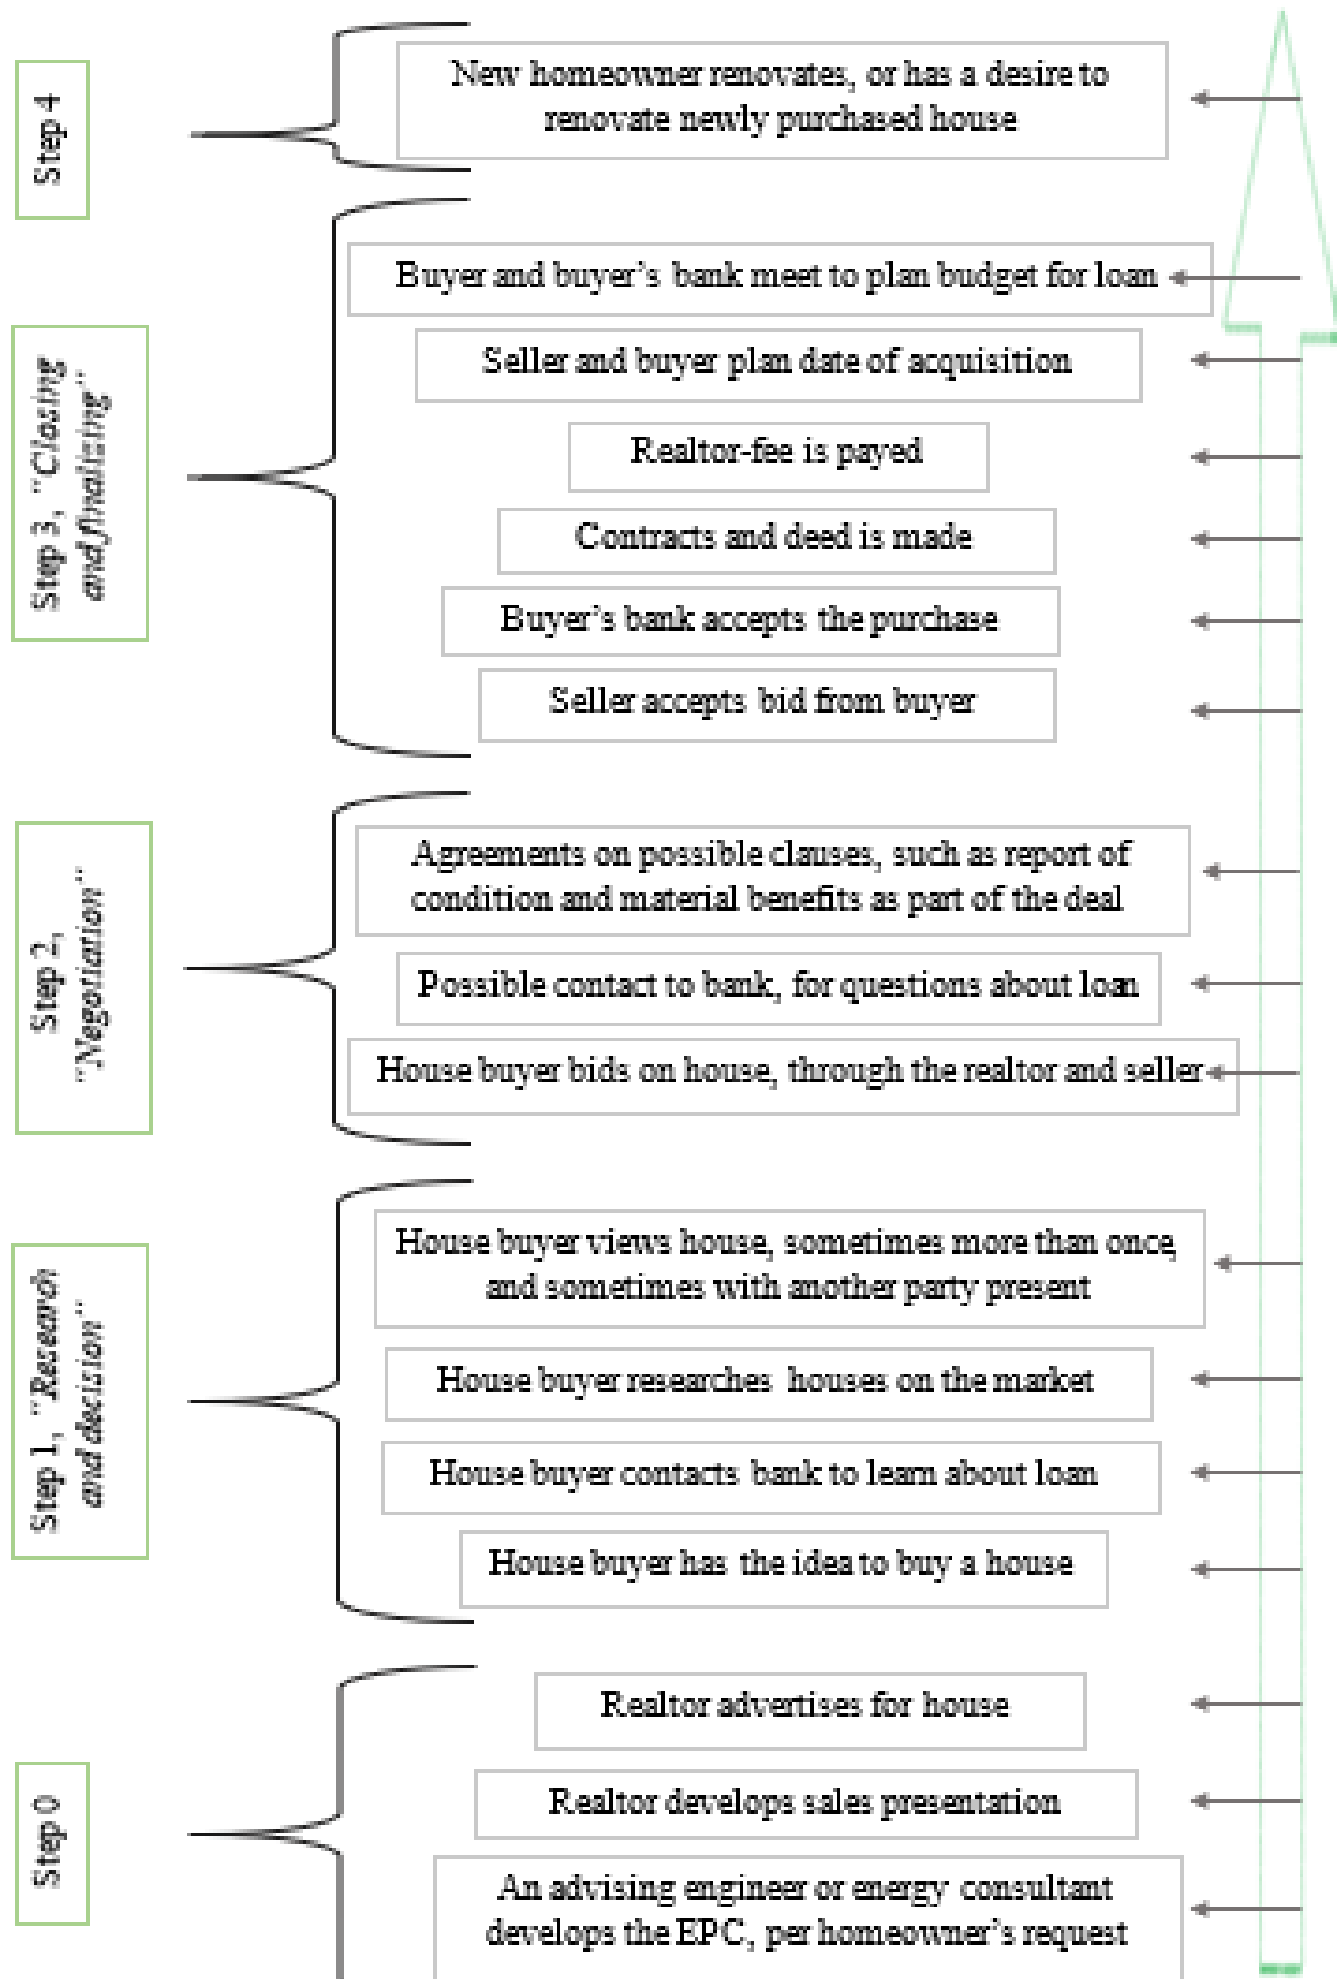 Step 4
New homeowner renovates, or has a desire to
renovate newly purchased house
Step 3, "Closing
and finalising"
Buyer and buyer's bank meet to plan budget for loan
Seller and buyer plan date of acquisition
Realtor-fee is payed
Contracts and deed is made
Buyer's bank accepts the purchase
Seller accepts bid from buyer
Step 2,
"Negotiation"
Agreements on possible clauses, such as report of
condition and material benefits as part of the deal
Possible contact to bank, for questions about loan
House buyer bids on house, through the realtor and seller
Step 1, "Research
and decision"
House buyer views house, sometimes more than once,
and sometimes with another party present
House buyer researches houses on the market
House buyer contacts bank to learn about loan
House buyer has the idea to buy a house
Step 0
Realtor advertises for house
Realtor develops sales presentation
An advising engineer or energy consultant
develops the EPC, per homeowner's request